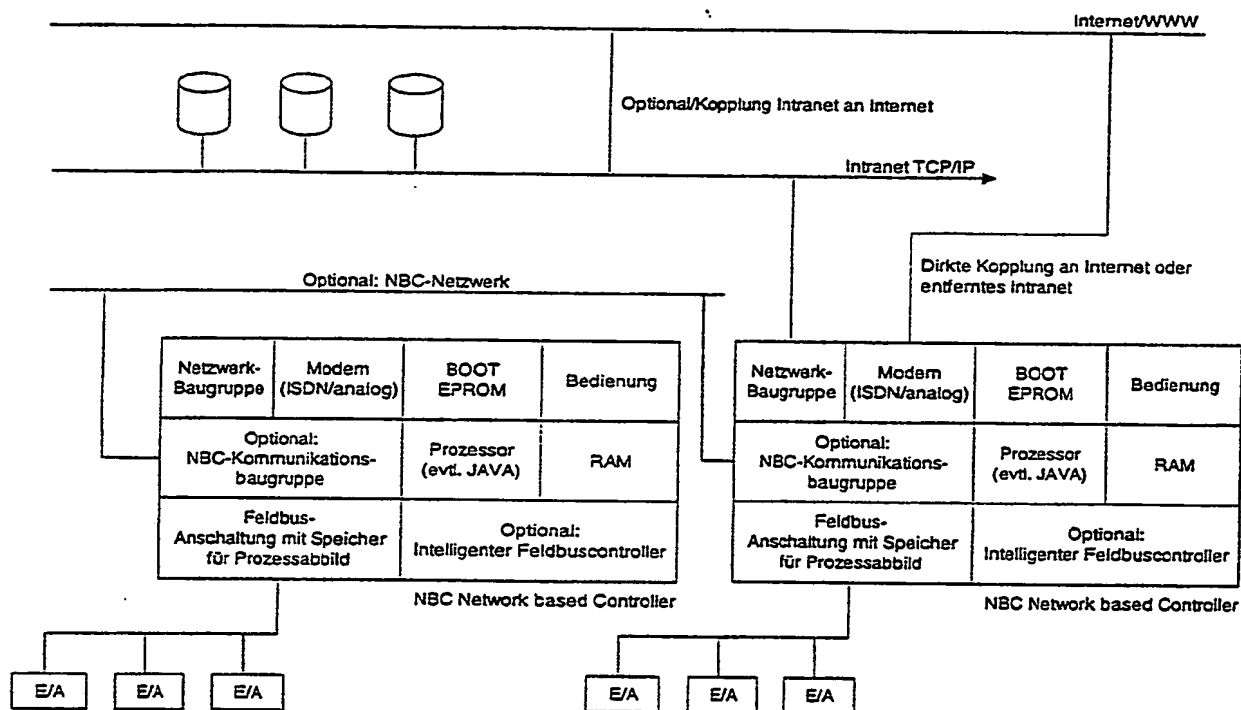 Internet/WWW
Optional/Kopplung Intranet an Internet
Intranet TCP/IP
Dirkte Kopplung an Internet oder
entferntes Intranet
Optional: NBC-Netzwerk
Netzwerk-
Baugruppe
Modem
(ISDN/analog)
BOOT
EPROM
Bedienung
Optional:
NBC-Kommunikations-
baugruppe
Prozessor
(evtl. JAVA)
RAM
Feldbus-
Anschaltung mit Speicher
für Prozessabbild
Optional:
Intelligenter Feldbuscontroller
NBC Network based Controller
E/A
E/A
E/A
Netzwerk-
Baugruppe
Modem
(ISDN/analog)
BOOT
EPROM
Bedienung
Optional:
NBC-Kommunikations-
baugruppe
Prozessor
(evtl. JAVA)
RAM
Feldbus-
Anschaltung mit Speicher
für Prozessabbild
Optional:
Intelligenter Feldbuscontroller
NBC Network based Controller
E/A
E/A
E/A